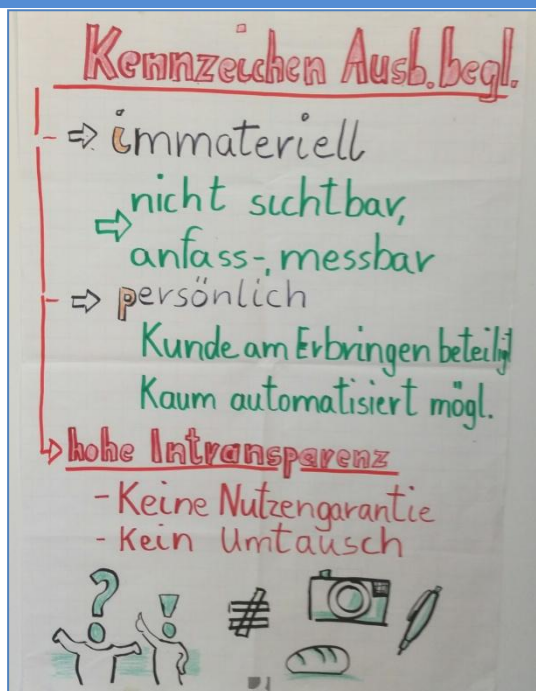 Kennzeichen Ausb.begl.
- ⇒ immateriell
⇒ nicht sichtbar,
anfass-, messbar
- ⇒ persönlich
Kunde am Erbringen beteiligt
Kaum automatisiert mögl.
hohe Intransparenz
- Keine Nutzengarantie
- Kein Umtausch
? ! ≠